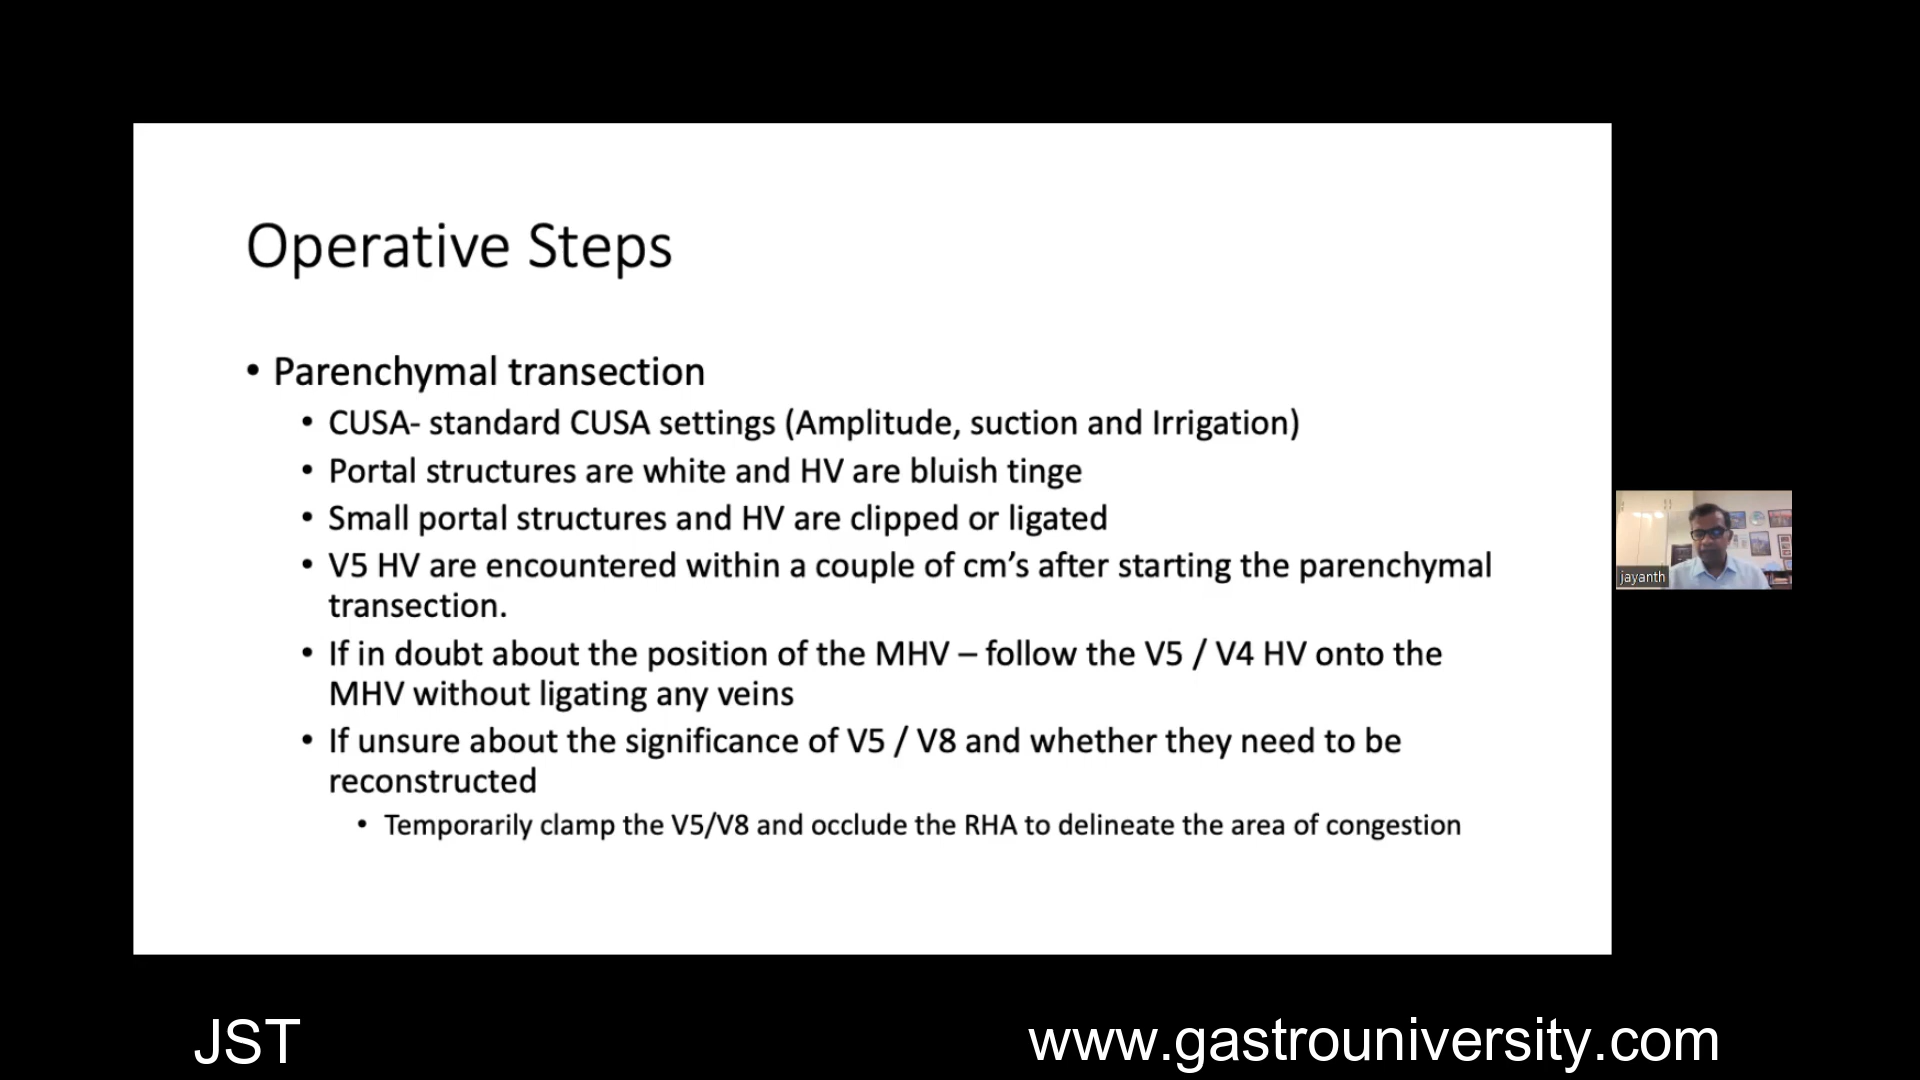 Operative Steps
• Parenchymal transection
• CUSA- standard CUSA settings (Amplitude, suction and Irrigation)
• Portal structures are white and HV are bluish tinge
• Small portal structures and HV are clipped or ligated
• V5 HV are encountered within a couple of cm’s after starting the parenchymal
transection.
• If in doubt about the position of the MHV – follow the V5 / V4 HV onto the
MHV without ligating any veins
• If unsure about the significance of V5 / V8 and whether they need to be
reconstructed
• Temporarily clamp the V5/V8 and occlude the RHA to delineate the area of congestion
jayanth
JST
www.gastrouniversity.com